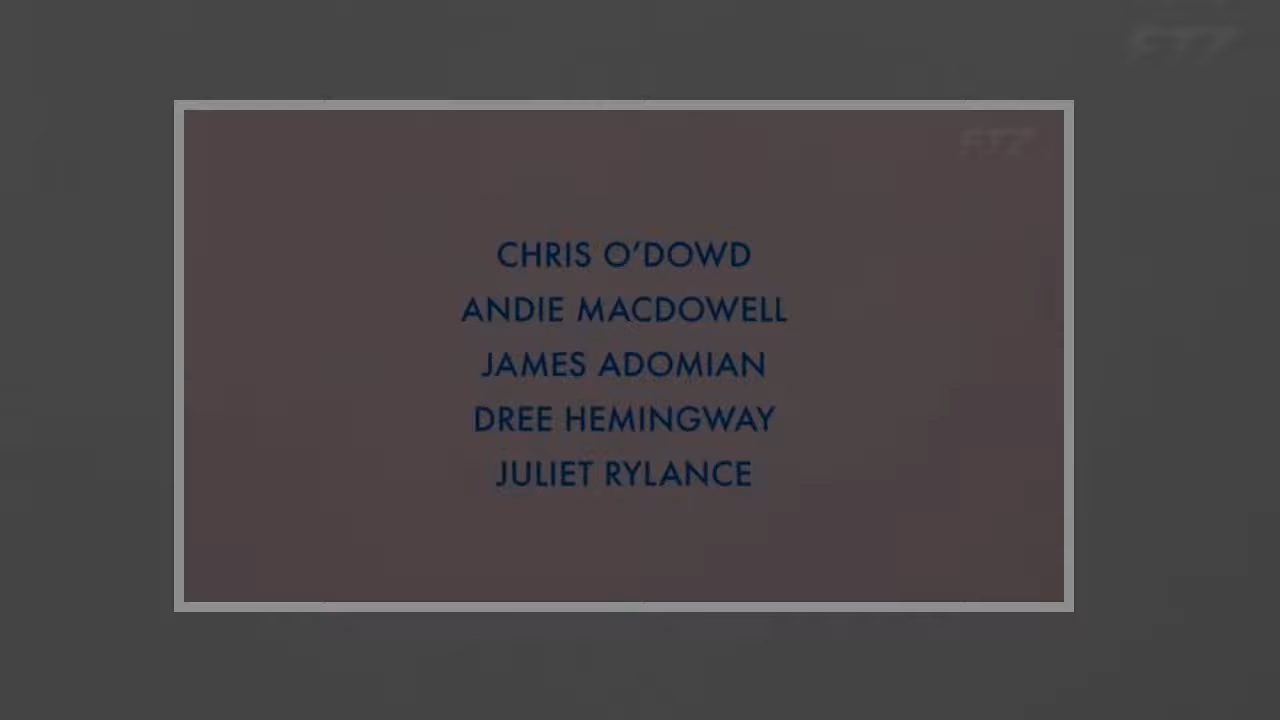 CHRIS O'DOWD
ANDIE MACDOWELL
JAMES ADOMIAN
DREE HEMINGWAY
JULIET RYLANCE